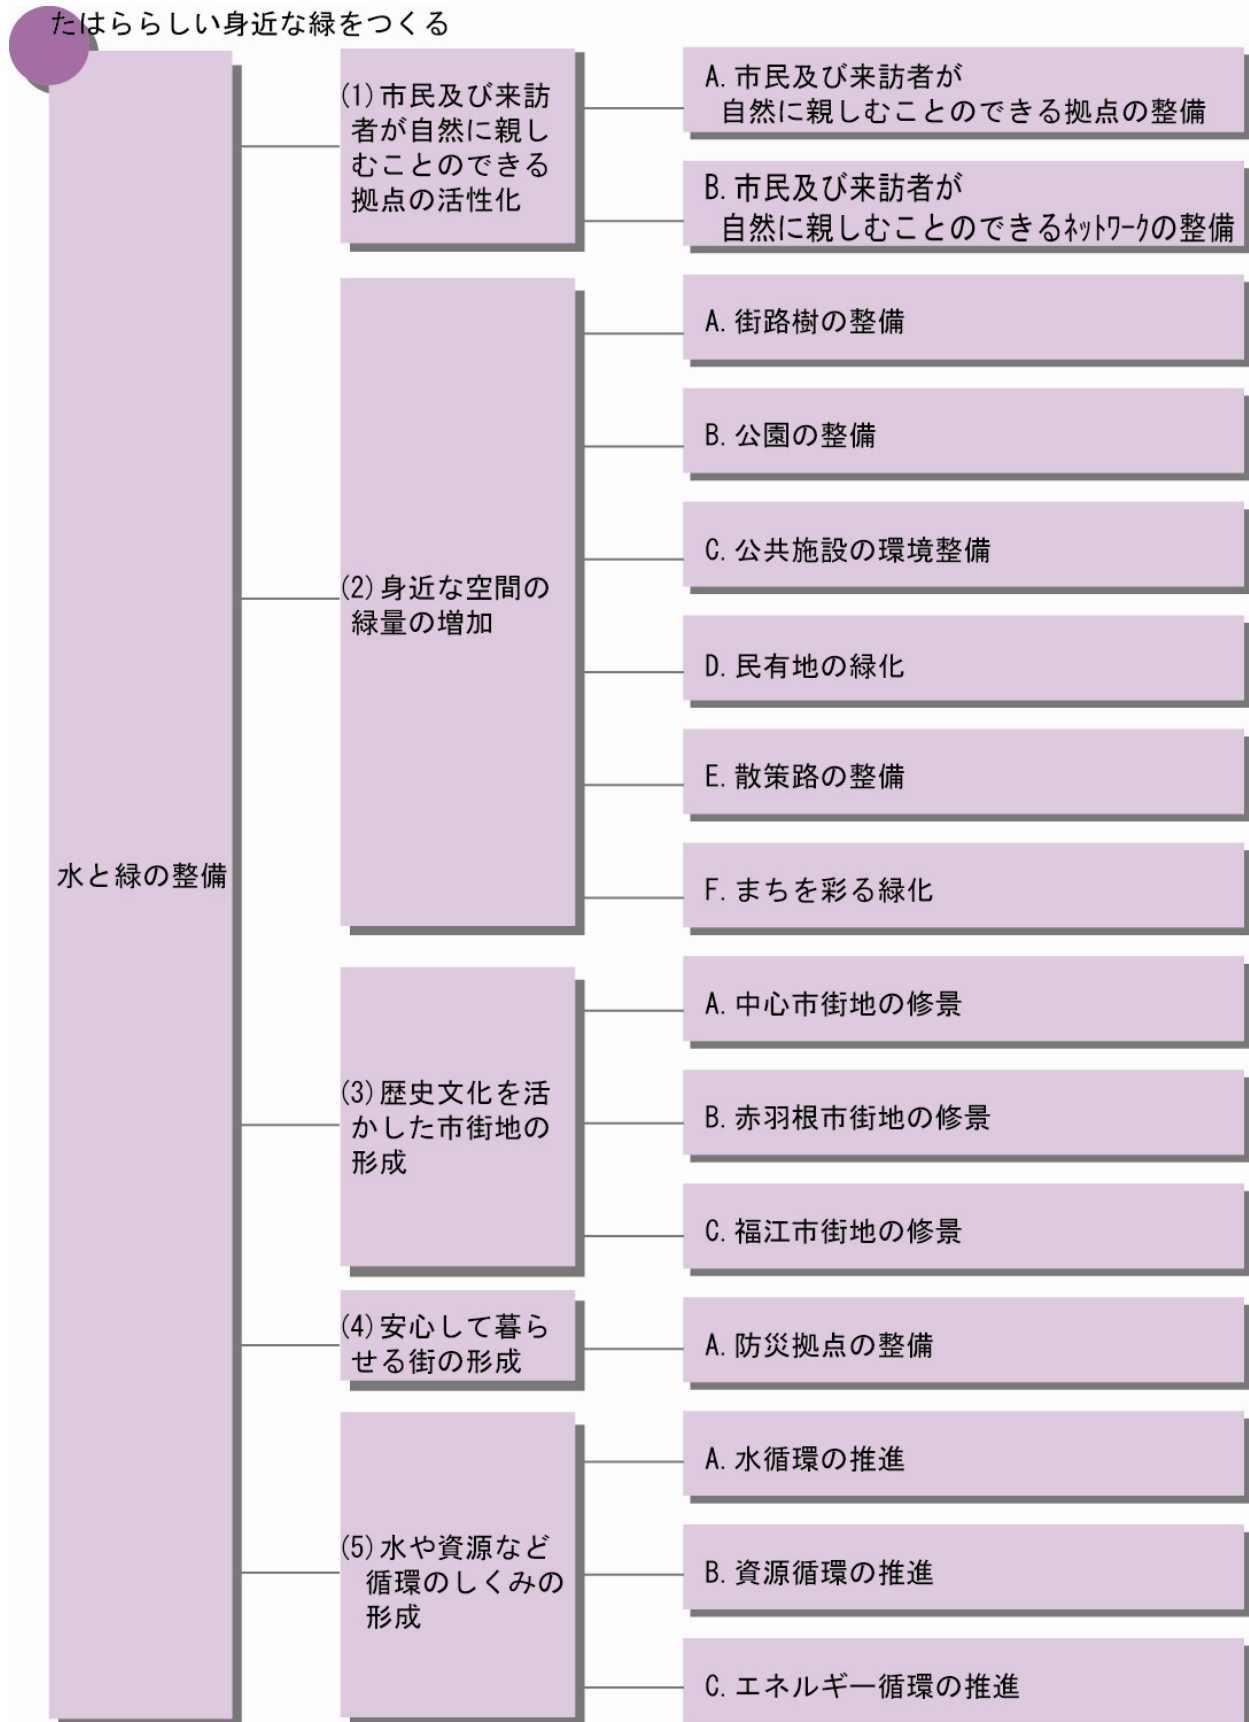 たはららしい身近な緑をつくる
水と緑の整備
(1)市民及び来訪
者が自然に親し
むことのできる
拠点の活性化
A.市民及び来訪者が
自然に親しむことのできる拠点の整備
B.市民及び来訪者が
自然に親しむことのできるﾈｯﾄﾜｰｸの整備
(2)身近な空間の
緑量の増加
A.街路樹の整備
B.公園の整備
C.公共施設の環境整備
D.民有地の緑化
E.散策路の整備
F.まちを彩る緑化
(3)歴史文化を活
かした市街地の
形成
A.中心市街地の修景
B.赤羽根市街地の修景
C.福江市街地の修景
(4)安心して暮ら
せる街の形成
A.防災拠点の整備
(5)水や資源など
循環のしくみの
形成
A.水循環の推進
B.資源循環の推進
C.エネルギー循環の推進